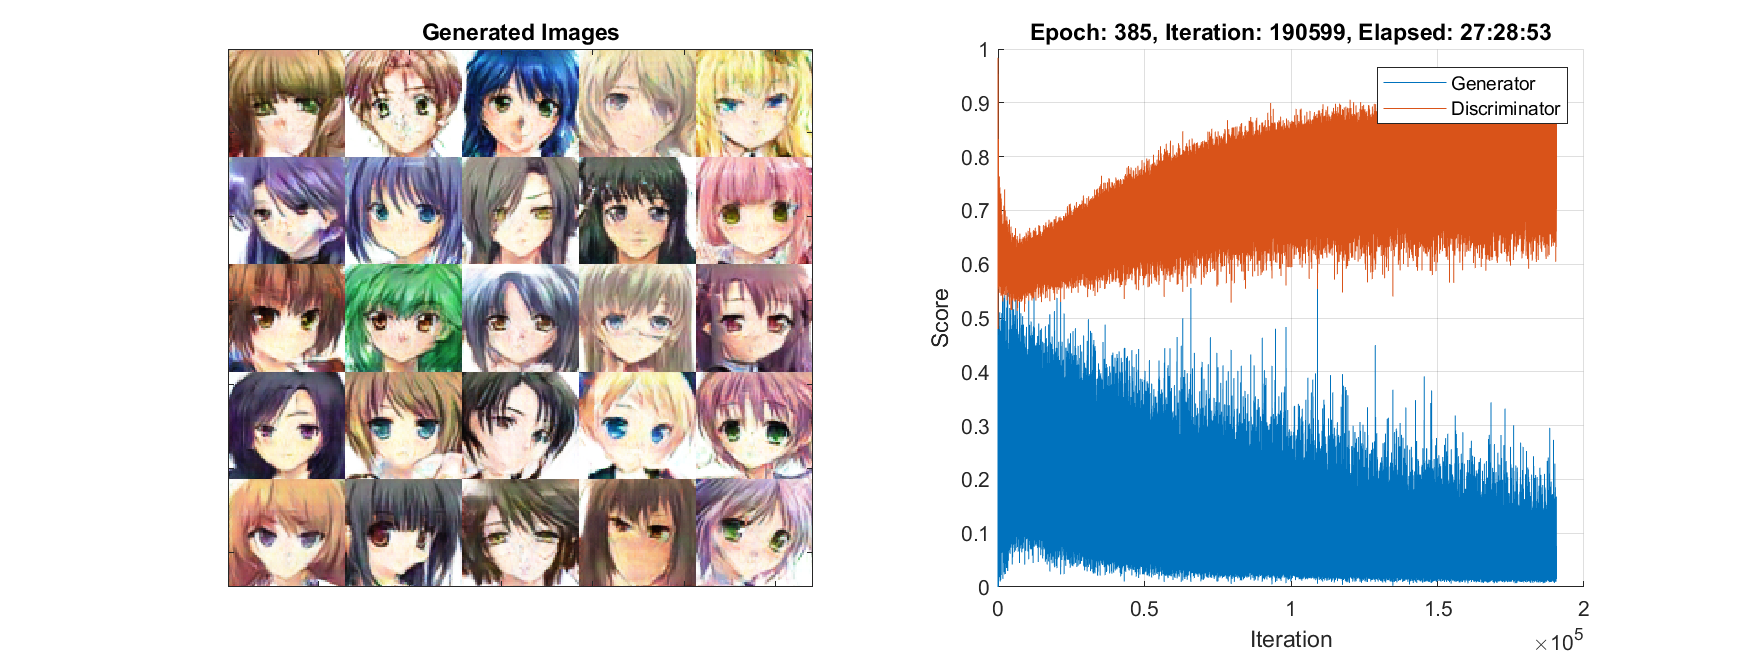 Generated Images
Epoch: 385, Iteration: 190599, Elapsed: 27:28:53
Generator
Discriminator
1
0.9
0.8
0.7
0.6
0.5
0.4
0.3
0.2
0.1
0
Score
0 0.5 1 1.5 2
Iteration
×10⁵